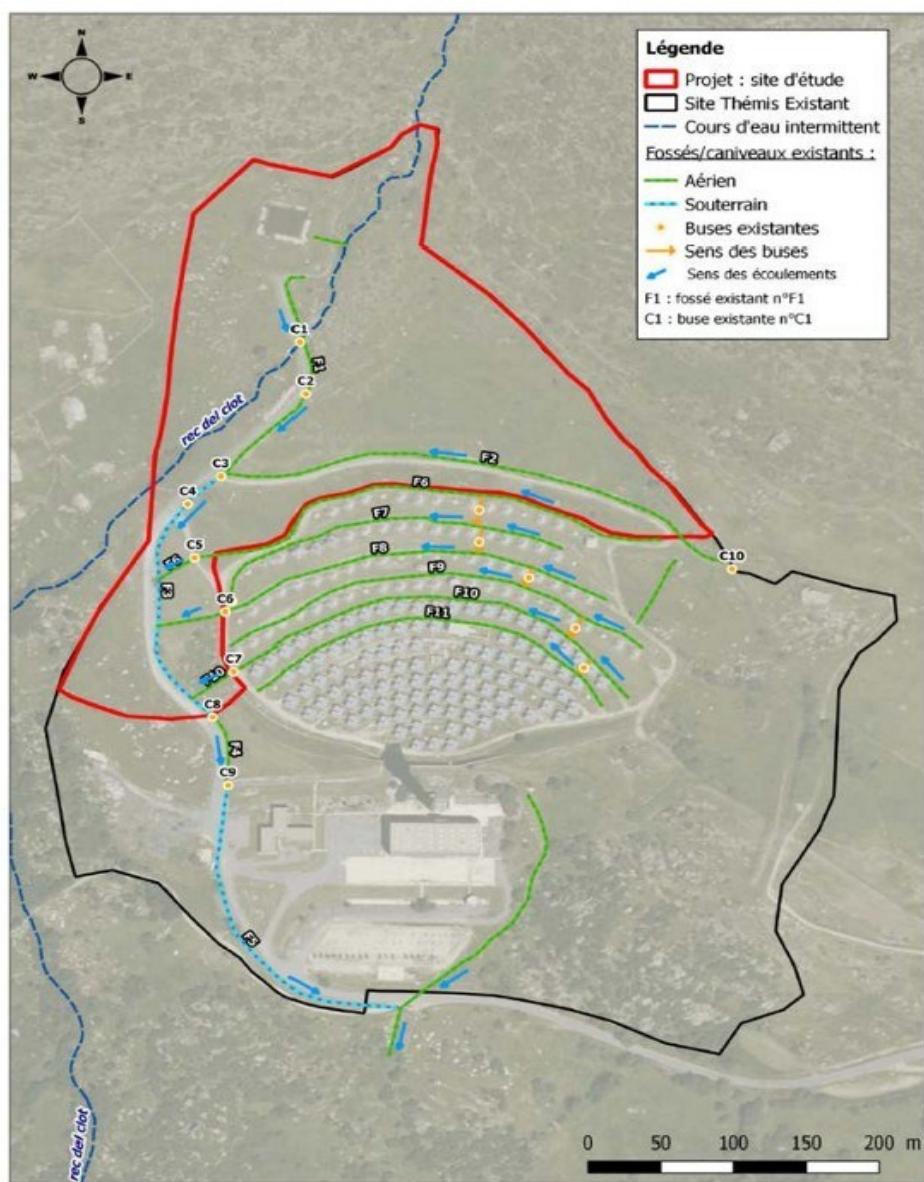 N
W E
S
Légende
Projet : site d'étude
Site Thémis Existant
Cours d'eau intermittent
Fossés/caniveaux existants :
Aérien
Souterrain
Buses existantes
Sens des buses
Sens des écoulements
F1 : fossé existant n°F1
C1 : buse existante n°C1
C1
F1
C2
rec del clot
C3
F2
C4
F6
F7
C5
F6
F8
F9
F3
C6
F10
F11
C10
C7
F10
C8
F4
C9
F5
rec del clot
0 50 100 150 200 m